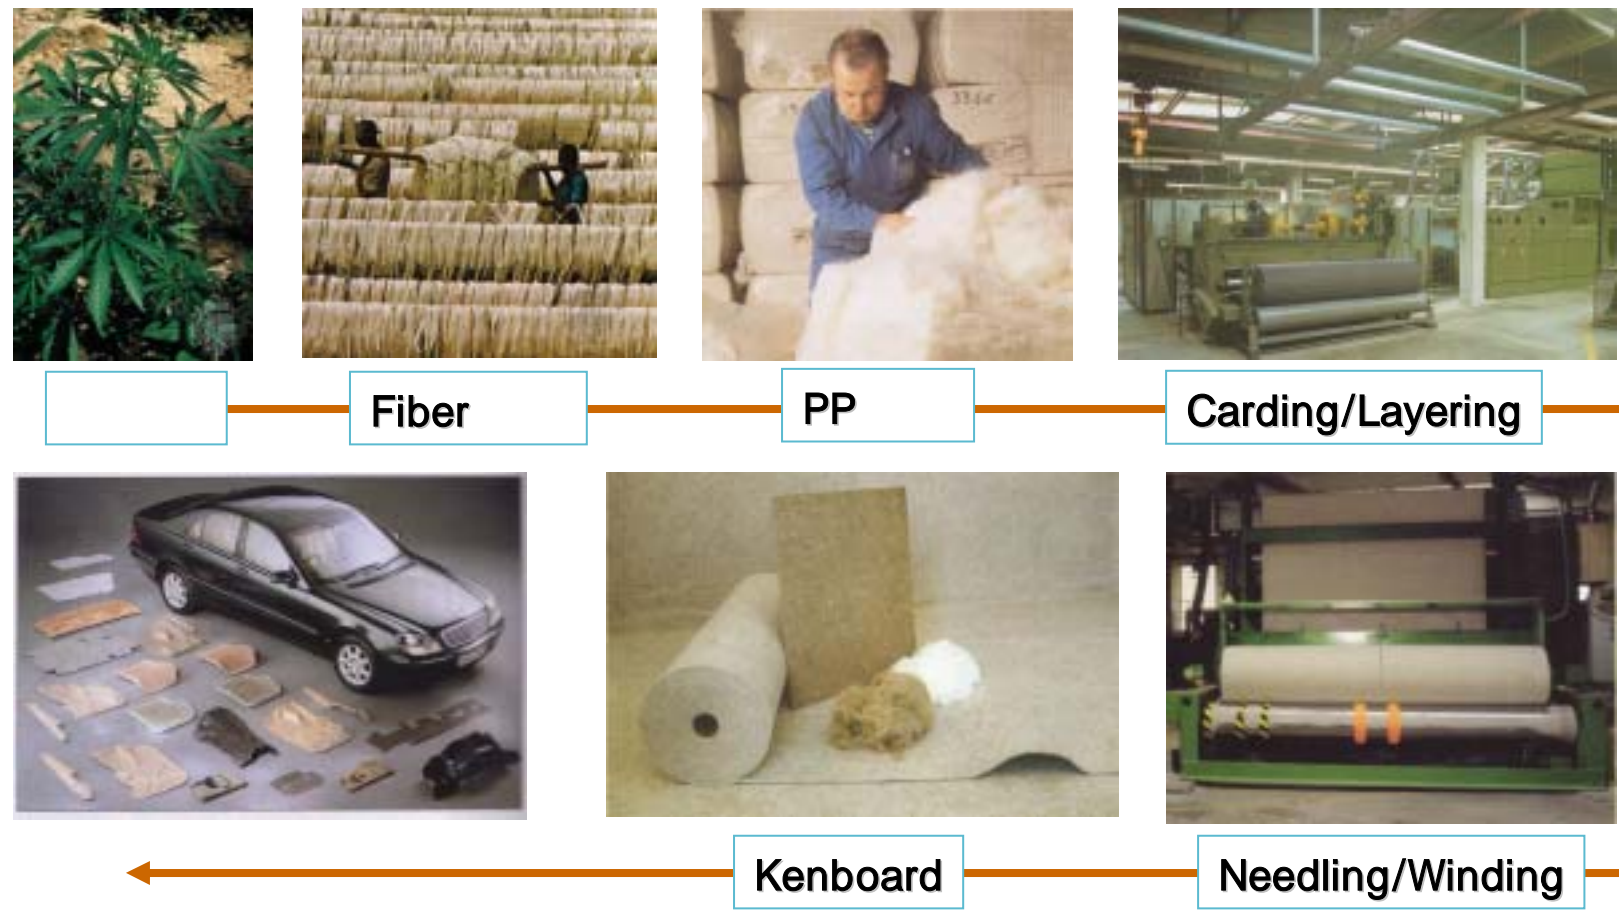 Fiber
PP
Carding/Layering
Kenboard
Needling/Winding